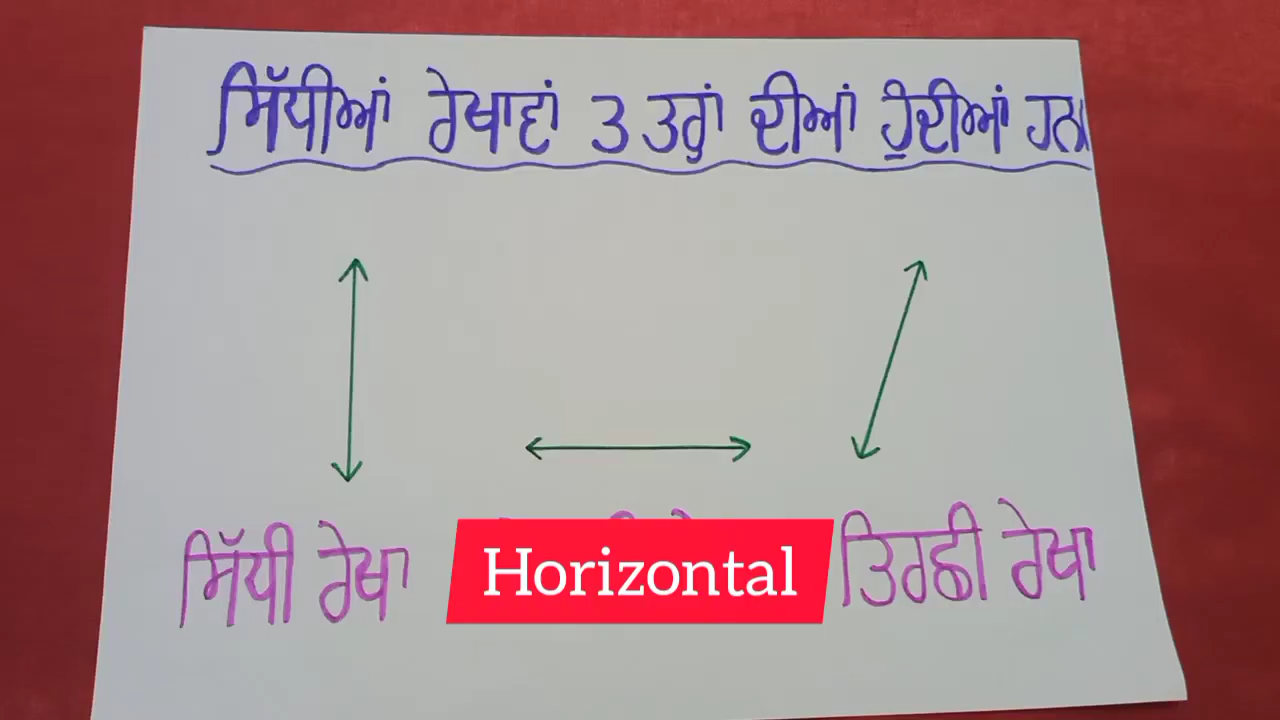 ਸਿੱਧੀਆਂ ਰੇਖਾਵਾਂ 3 ਤਰ੍ਹਾਂ ਦੀਆਂ ਹੁੰਦੀਆਂ ਹਨ।
ਸਿੱਧੀ ਰੇਖਾ Horizontal ਤਿਰਛੀ ਰੇਖਾ